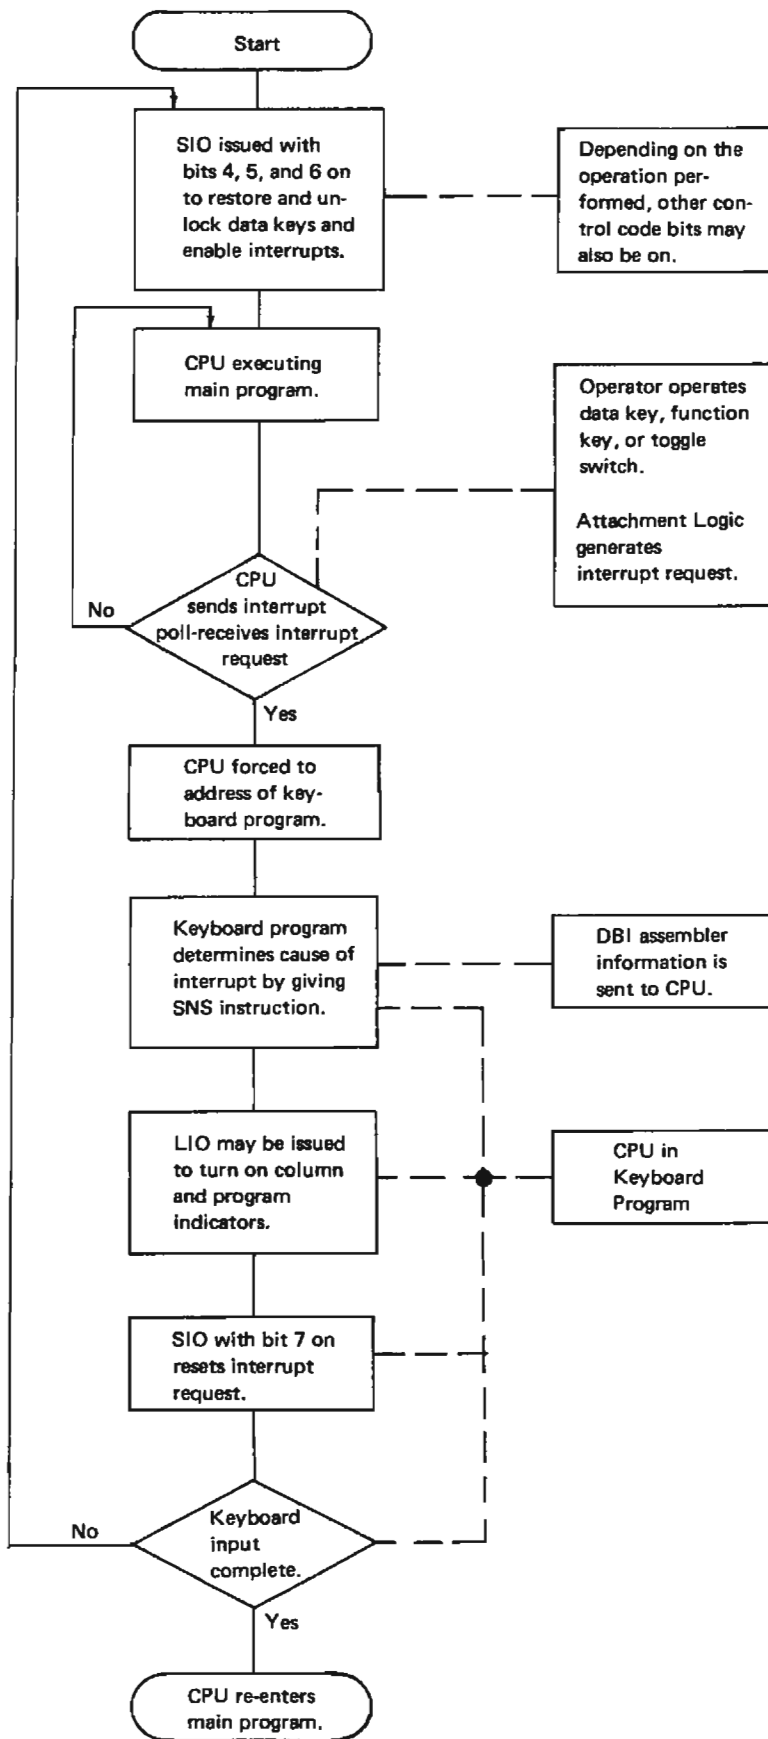 Start
SIO issued with
bits 4, 5, and 6 on
to restore and un-
lock data keys and
enable interrupts.
Depending on the
operation per-
formed, other con-
trol code bits may
also be on.
CPU executing
main program.
Operator operates
data key, function
key, or toggle
switch.
Attachment Logic
generates
interrupt request.
CPU
sends interrupt
poll-receives interrupt
request
No
Yes
CPU forced to
address of key-
board program.
Keyboard program
determines cause of
interrupt by giving
SNS instruction.
DBI assembler
information is
sent to CPU.
LIO may be issued
to turn on column
and program
indicators.
CPU in
Keyboard
Program
SIO with bit 7 on
resets interrupt
request.
Keyboard
input
complete.
No
Yes
CPU re-enters
main program.